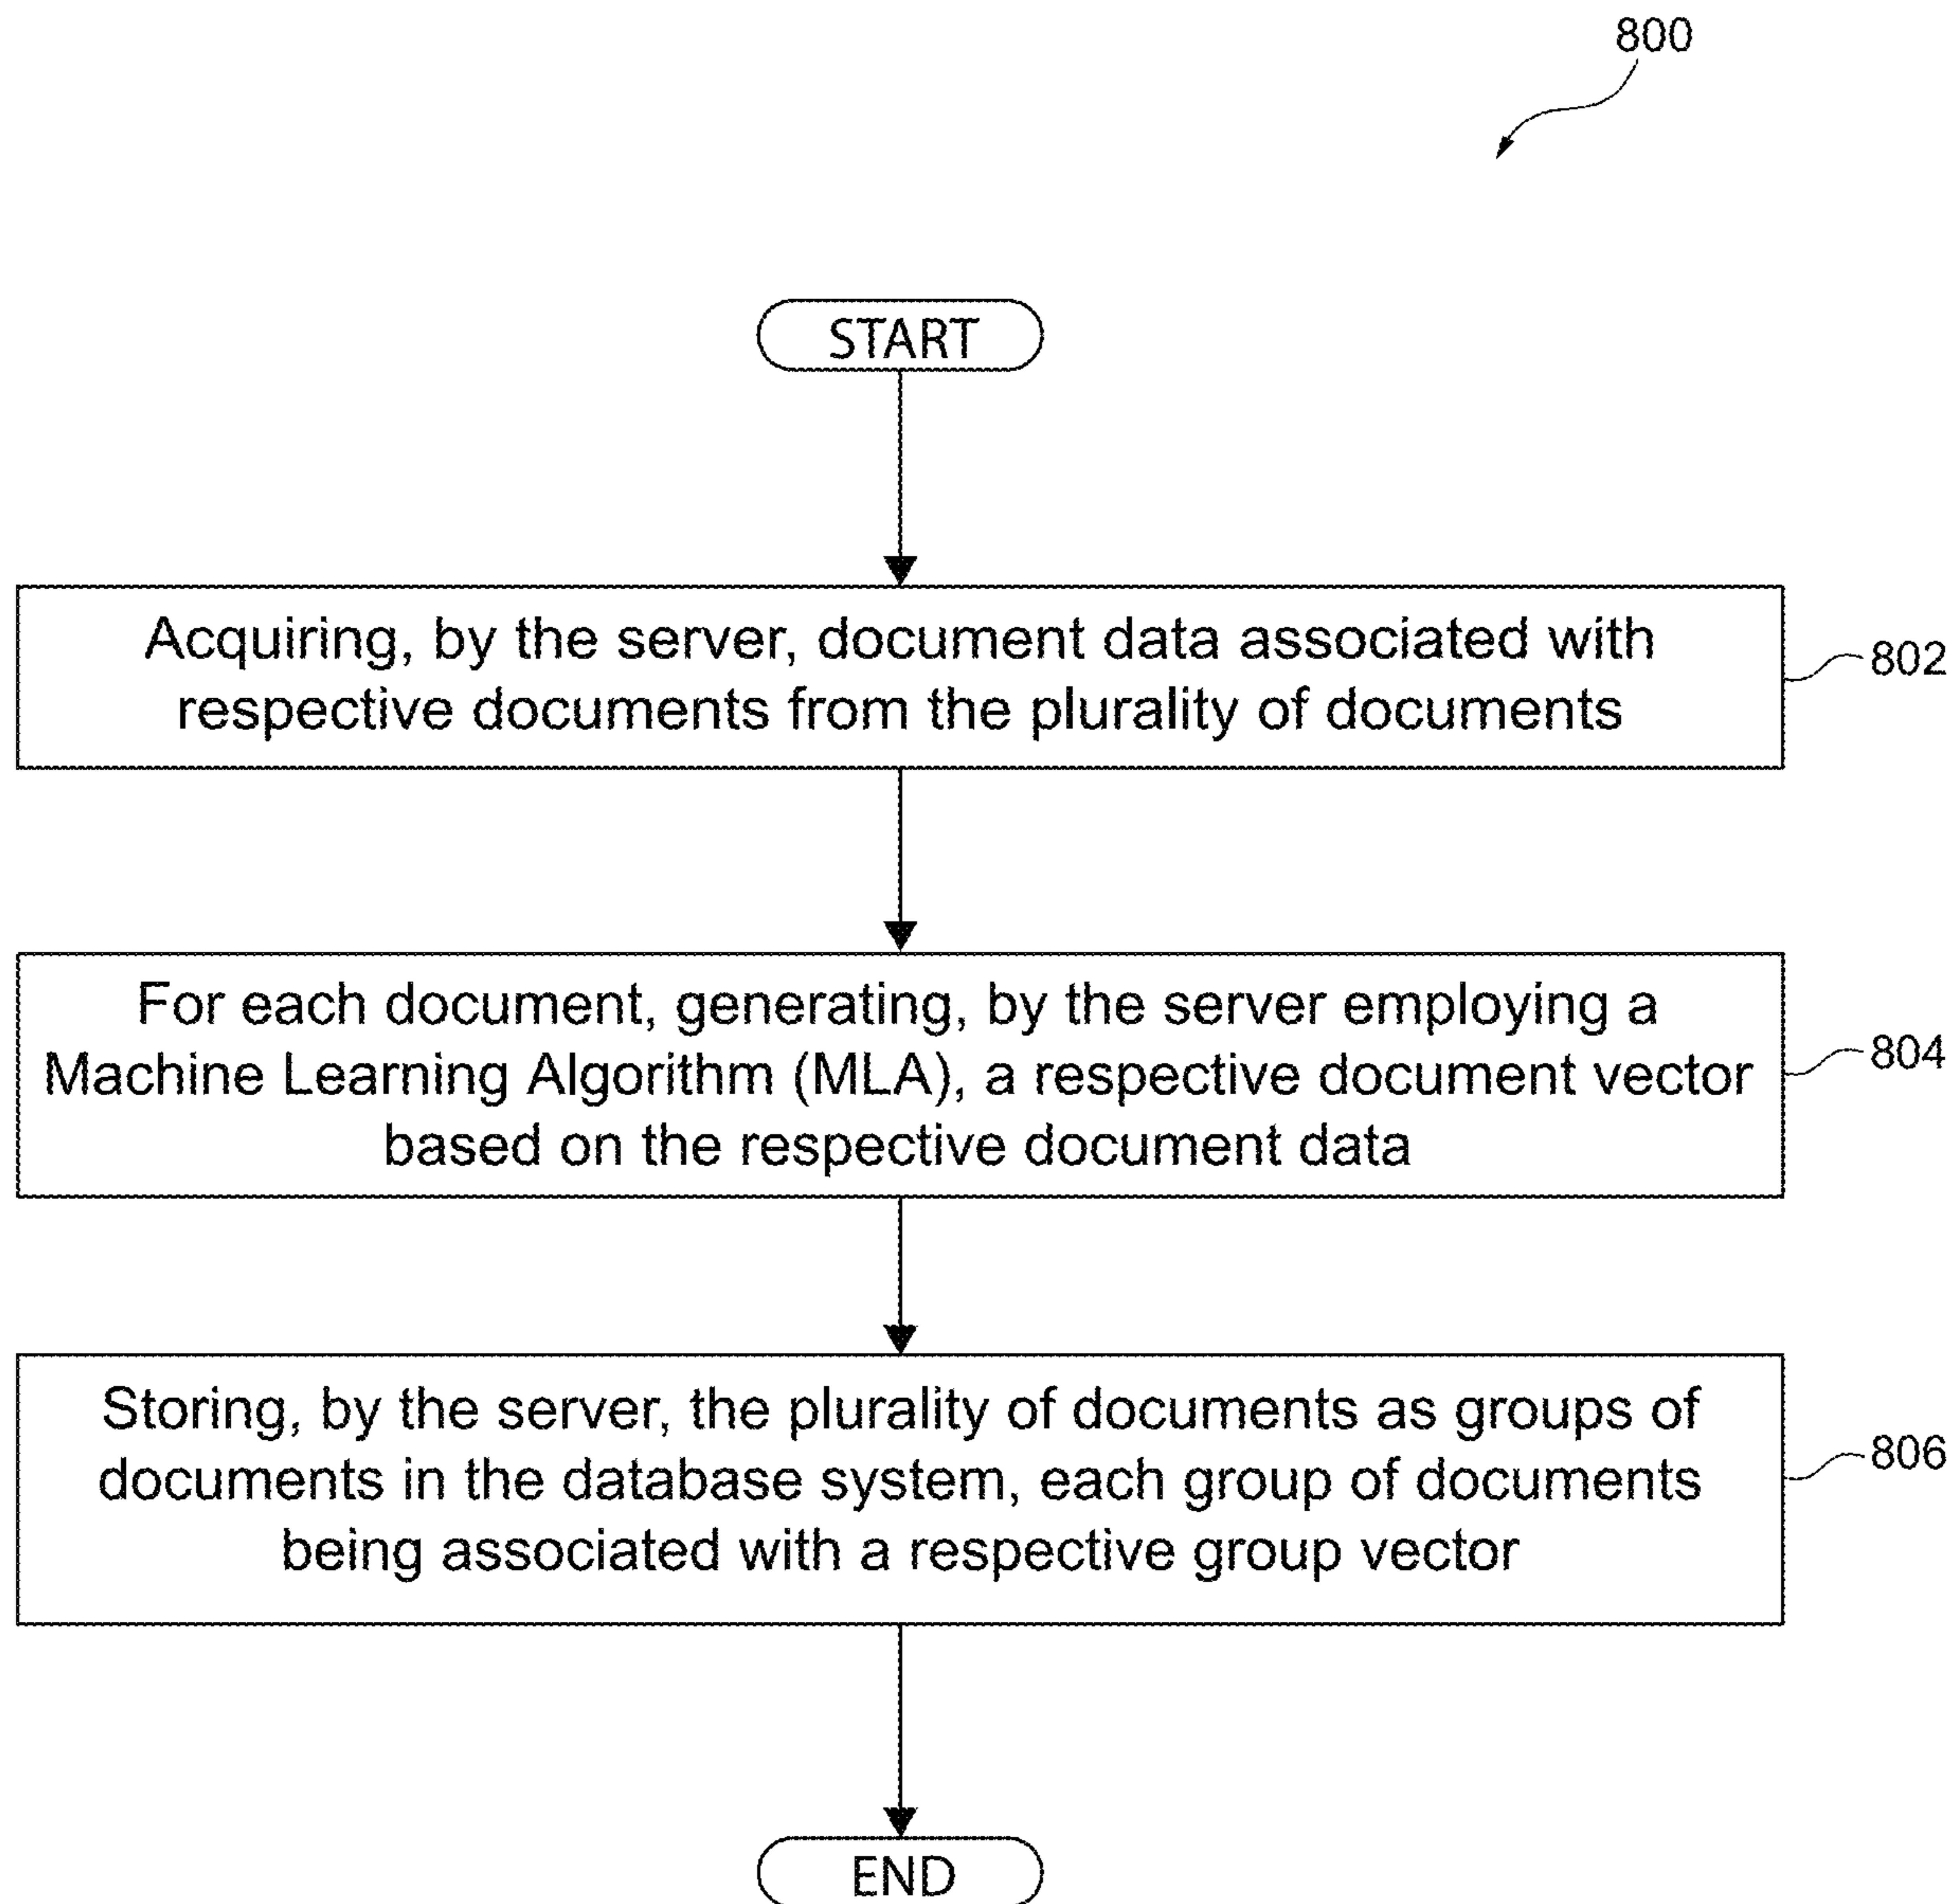 800
START
Acquiring, by the server, document data associated with
respective documents from the plurality of documents
802
For each document, generating, by the server employing a
Machine Learning Algorithm (MLA), a respective document vector
based on the respective document data
804
Storing, by the server, the plurality of documents as groups of
documents in the database system, each group of documents
being associated with a respective group vector
806
END